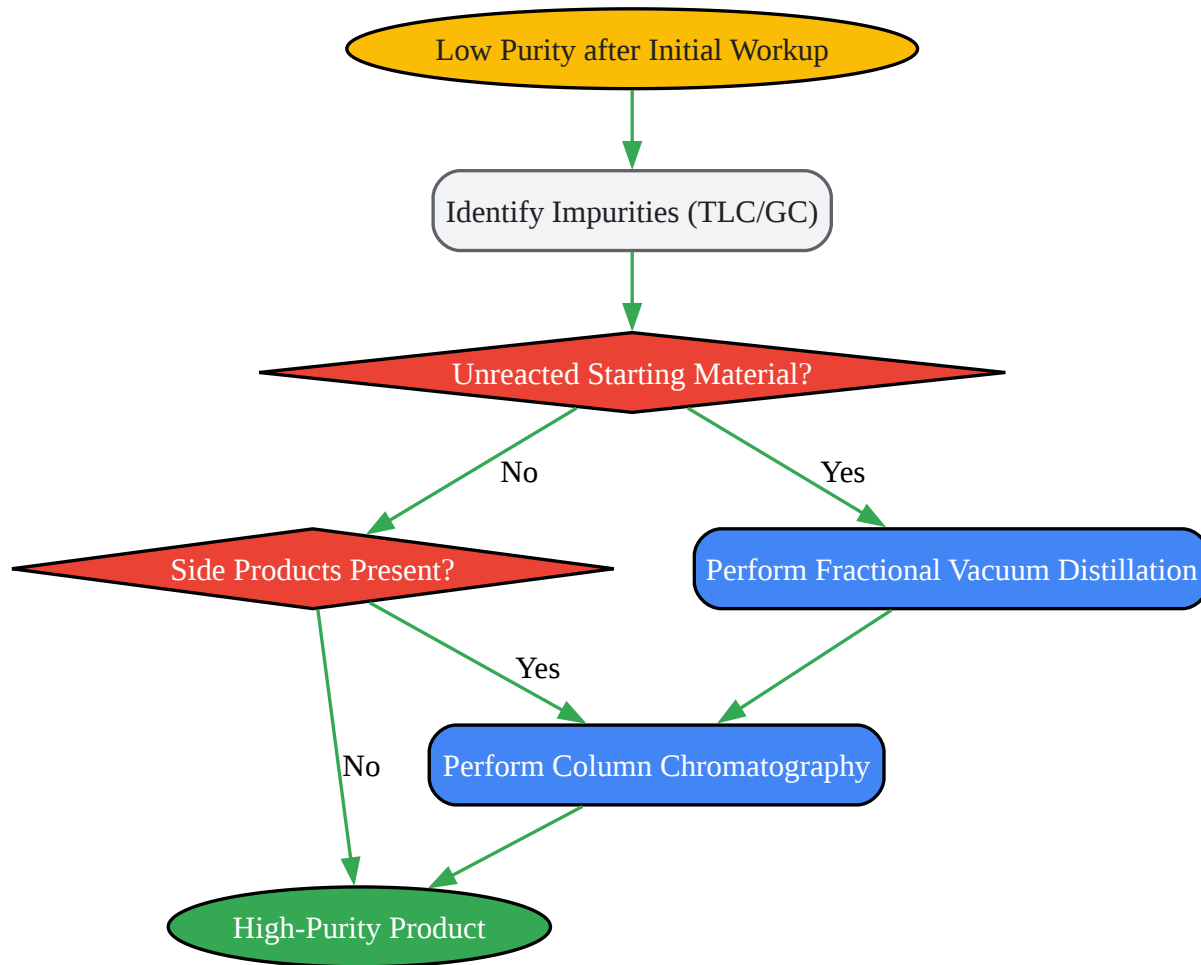 Low Purity after Initial Workup
Identify Impurities (TLC/GC)
Unreacted Starting Material?
No
Yes
Side Products Present?
Perform Fractional Vacuum Distillation
Yes
No
Perform Column Chromatography
High-Purity Product